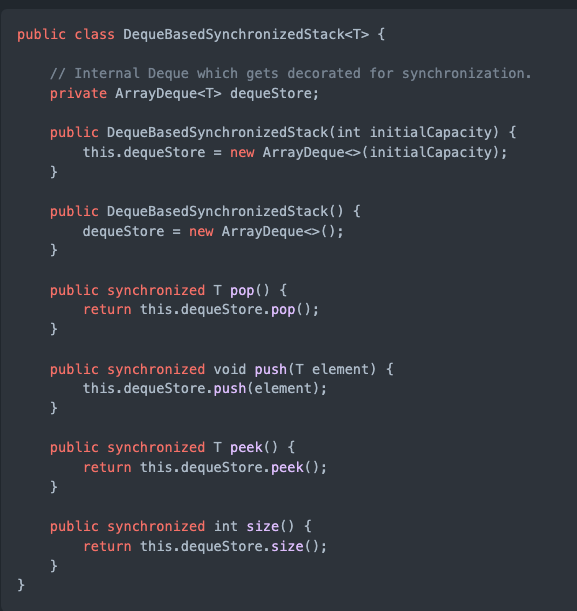 public class DequeBasedSynchronizedStack<T> {

    // Internal Deque which gets decorated for synchronization.
    private ArrayDeque<T> dequeStore;

    public DequeBasedSynchronizedStack(int initialCapacity) {
        this.dequeStore = new ArrayDeque<>(initialCapacity);
    }

    public DequeBasedSynchronizedStack() {
        dequeStore = new ArrayDeque<>();
    }

    public synchronized T pop() {
        return this.dequeStore.pop();
    }

    public synchronized void push(T element) {
        this.dequeStore.push(element);
    }

    public synchronized T peek() {
        return this.dequeStore.peek();
    }

    public synchronized int size() {
        return this.dequeStore.size();
    }
}